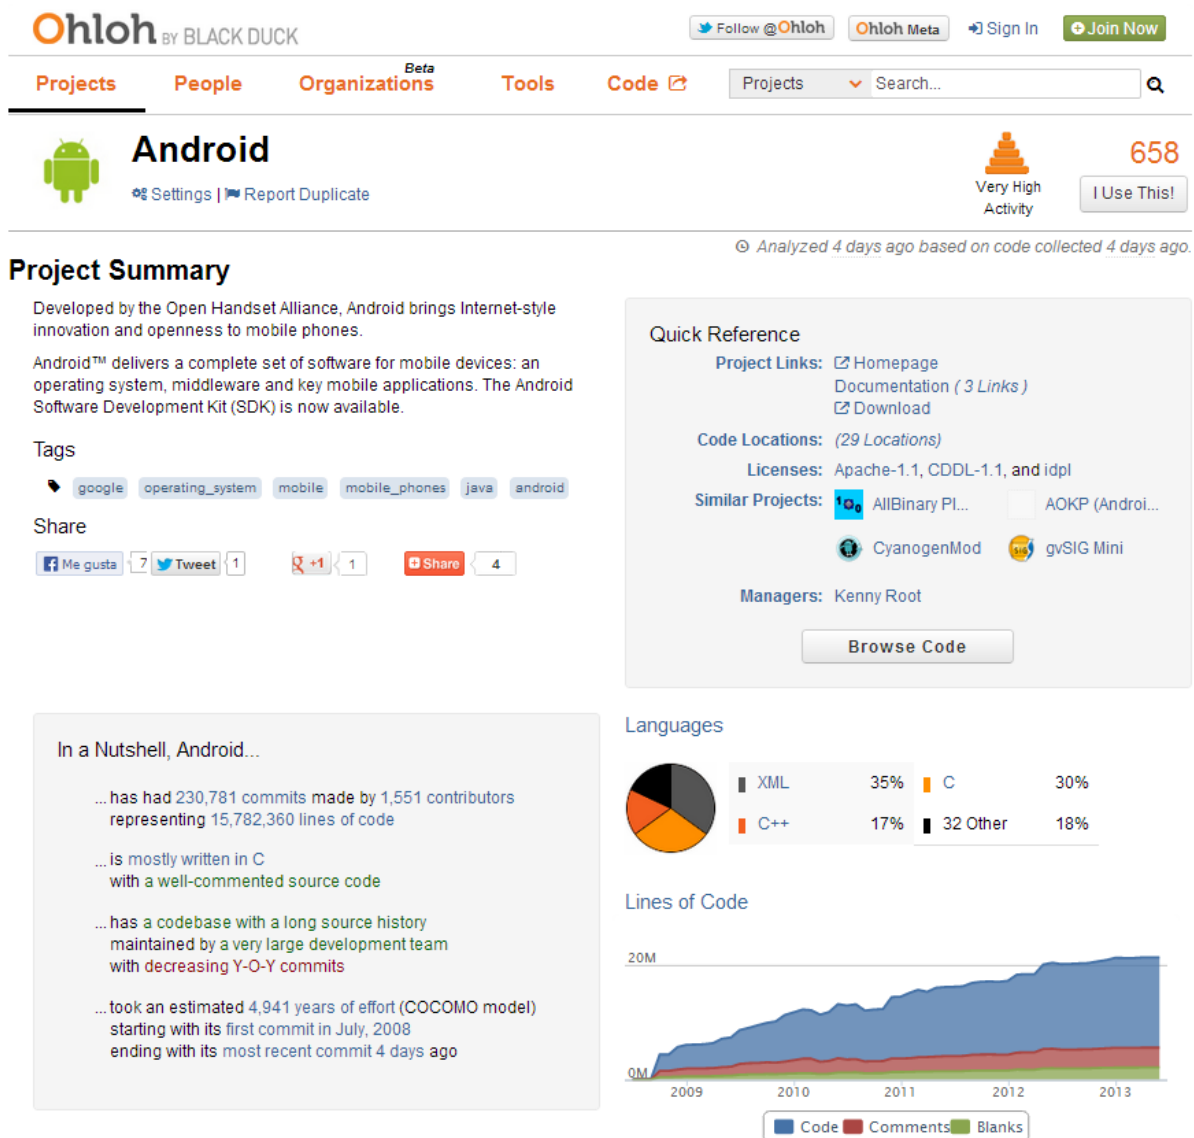 Ohloh BY BLACK DUCK
Follow @Ohloh
Ohloh Meta
Sign In
Join Now
Projects
People
Organizations Beta
Tools
Code
Projects
Search...
Android
Settings | Report Duplicate
Very High
Activity
658
I Use This!
Analyzed 4 days ago based on code collected 4 days ago.
Project Summary
Developed by the Open Handset Alliance, Android brings Internet-style
innovation and openness to mobile phones.
Android™ delivers a complete set of software for mobile devices: an
operating system, middleware and key mobile applications. The Android
Software Development Kit (SDK) is now available.
Tags
google operating_system mobile mobile_phones java android
Share
Me gusta 7 Tweet 1 +1 1 Share 4
Quick Reference
Project Links: Homepage
Documentation ( 3 Links )
Download
Code Locations: (29 Locations)
Licenses: Apache-1.1, CDDL-1.1, and idpl
Similar Projects: AllBinary Pl... AOKP (Androi...
CyanogenMod gvSIG Mini
Managers: Kenny Root
Browse Code
In a Nutshell, Android...
... has had 230,781 commits made by 1,551 contributors
representing 15,782,360 lines of code
... is mostly written in C
with a well-commented source code
... has a codebase with a long source history
maintained by a very large development team
with decreasing Y-O-Y commits
... took an estimated 4,941 years of effort (COCOMO model)
starting with its first commit in July, 2008
ending with its most recent commit 4 days ago
Languages
XML 35% C 30%
C++ 17% 32 Other 18%
Lines of Code
20M
0M
2009 2010 2011 2012 2013
Code Comments Blanks